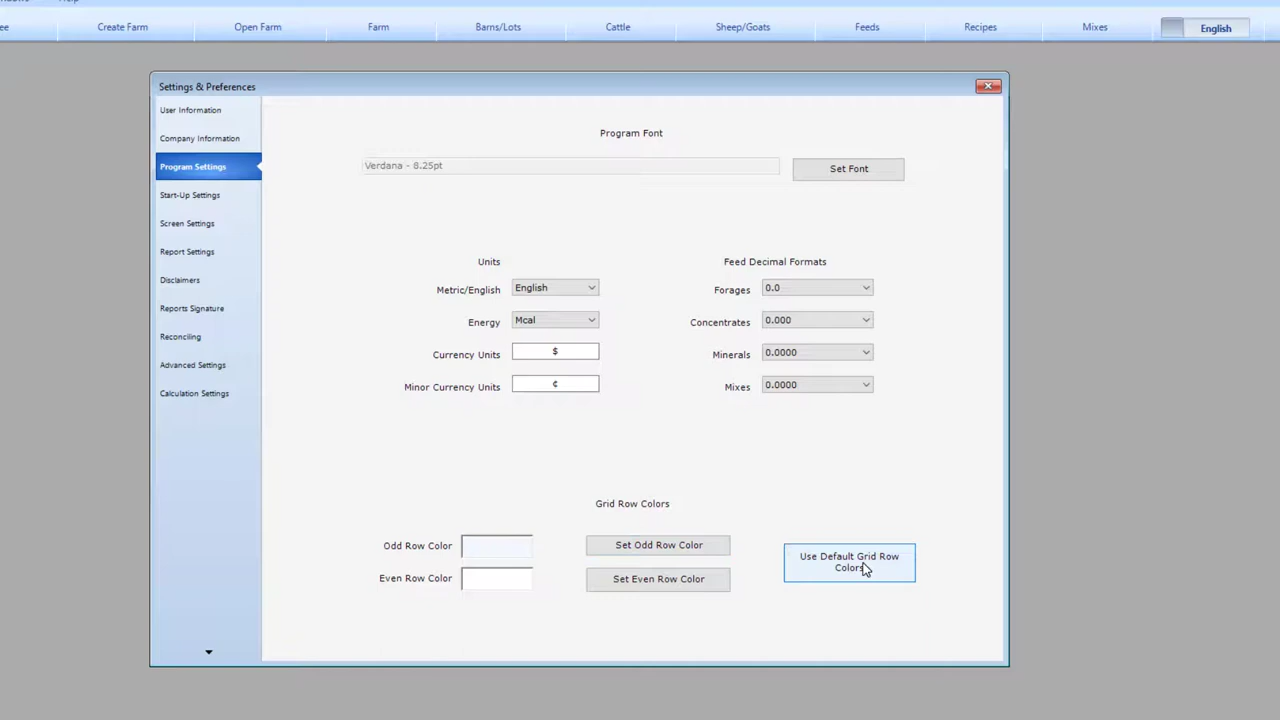 Help
ee Create Farm Open Farm Farm Barns/Lots Cattle Sheep/Goats Feeds Recipes Mixes English
Settings & Preferences
User Information
Company Information
Program Settings
Start-Up Settings
Screen Settings
Report Settings
Disclaimers
Reports Signature
Reconciling
Advanced Settings
Calculation Settings
Program Font
Verdana - 8.25pt Set Font
Units
Metric/English English
Energy Mcal
Currency Units $
Minor Currency Units ¢
Feed Decimal Formats
Forages 0.0
Concentrates 0.000
Minerals 0.0000
Mixes 0.0000
Grid Row Colors
Odd Row Color Set Odd Row Color
Even Row Color Set Even Row Color
Use Default Grid Row
Colors